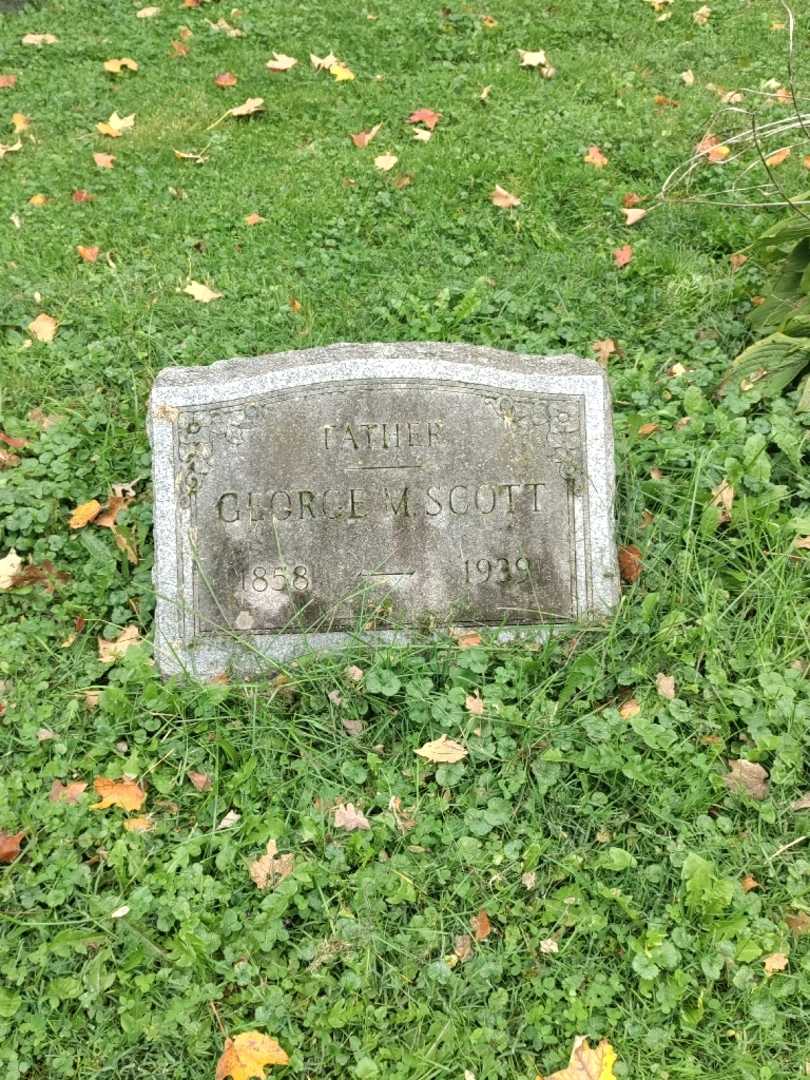 FATHER
GEORGE M. SCOTT
1858 — 1939